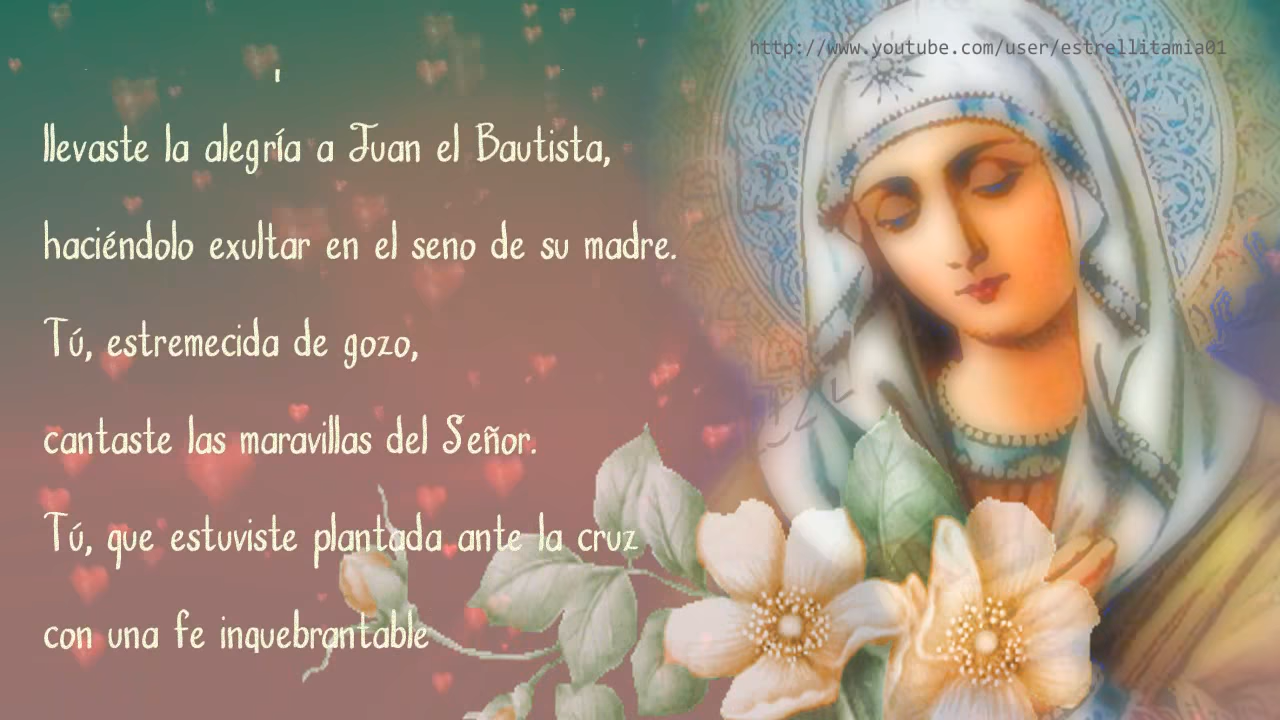 http://www.youtube.com/user/estrellitamia01
llevaste la alegría a Juan el Bautista,
haciéndolo exultar en el seno de su madre.
Tú, estremecida de gozo,
cantaste las maravillas del Señor.
Tú, que estuviste plantada ante la cruz
con una fe inquebrantable